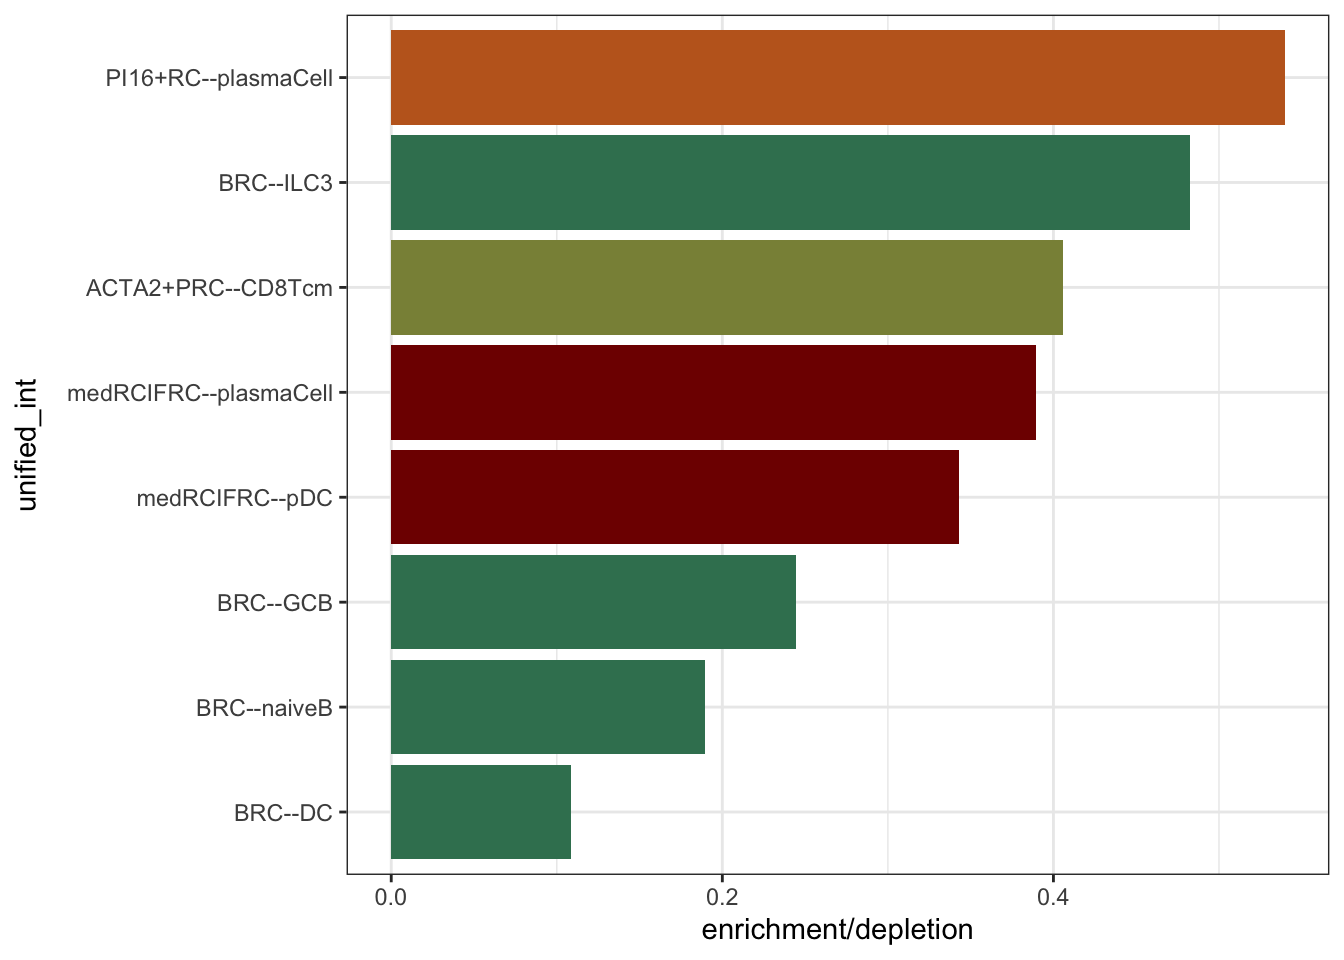 PI16+RC--plasmaCell
BRC--ILC3
ACTA2+PRC--CD8Tcm
medRCIFRC--plasmaCell
medRCIFRC--pDC
BRC--GCB
BRC--naiveB
BRC--DC
unified_int
0.0 0.2 0.4
enrichment/depletion